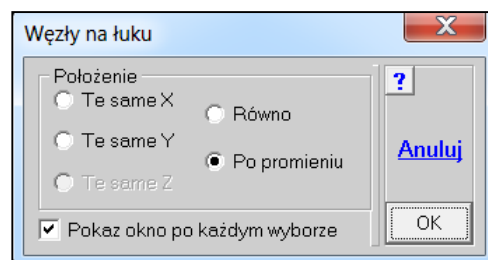 Węzły na łuku
X
Położenie
Te same X
Równo
Te same Y
Po promieniu
Te same Z
Pokaz okno po każdym wyborze
?
Anuluj
OK